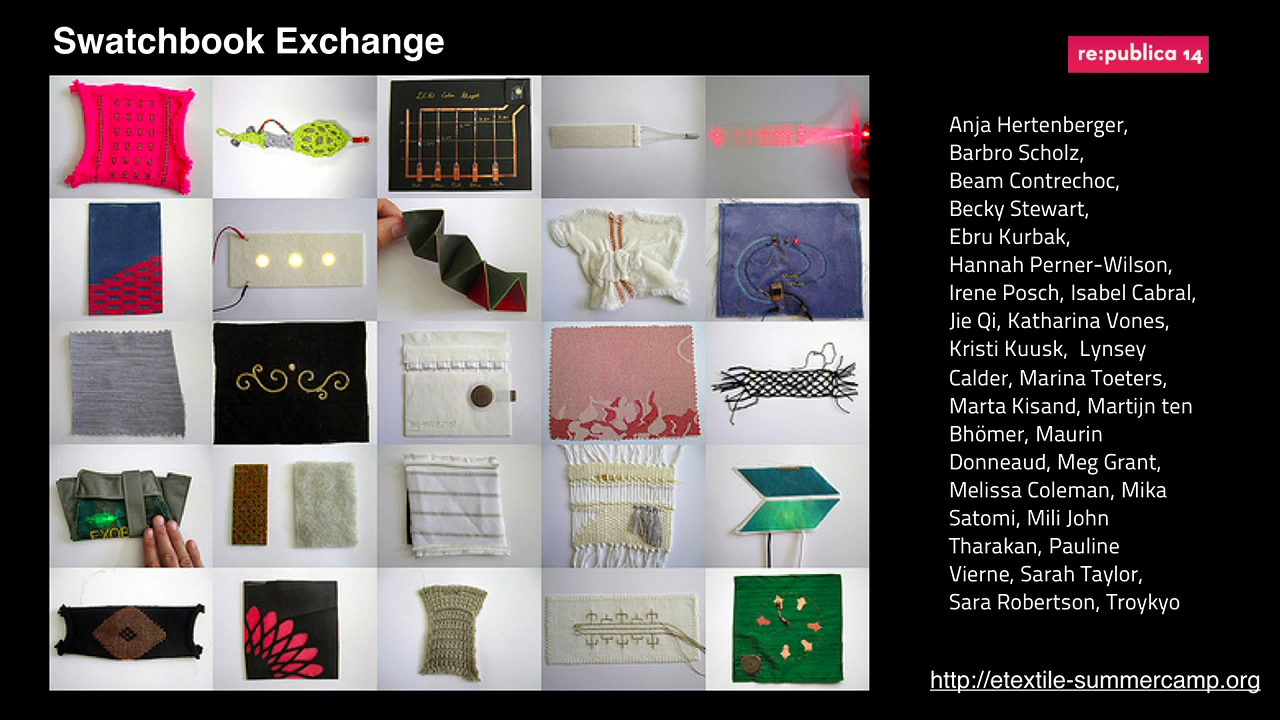 Swatchbook Exchange
re:publica 14
LED Color
Anja Hertenberger,
Barbro Scholz,
Beam Contrechoc,
Becky Stewart,
Ebru Kurbak,
Hannah Perner-Wilson,
Irene Posch, Isabel Cabral,
Jie Qi, Katharina Vones,
Kristi Kuusk, Lynsey
Calder, Marina Toeters,
Marta Kisand, Martijn ten
Bhömer, Maurin
Donneaud, Meg Grant,
Melissa Coleman, Mika
Satomi, Mili John
Tharakan, Pauline
Vierne, Sarah Taylor,
Sara Robertson, Troykyo
http://etextile-summercamp.org